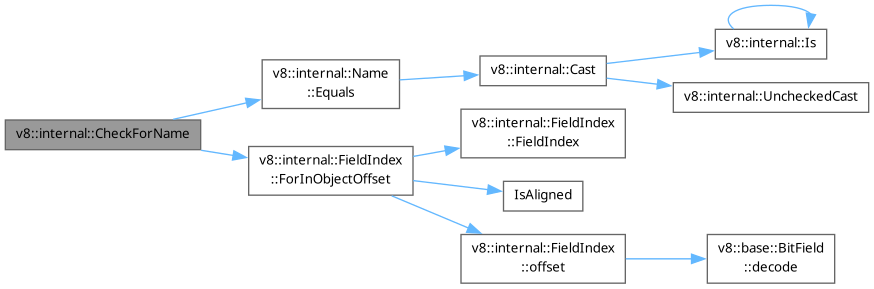 v8::internal::CheckForName
v8::internal::Name
::Equals
v8::internal::Cast
v8::internal::Is
v8::internal::UncheckedCast
v8::internal::FieldIndex
::ForInObjectOffset
v8::internal::FieldIndex
::FieldIndex
IsAligned
v8::internal::FieldIndex
::offset
v8::base::BitField
::decode